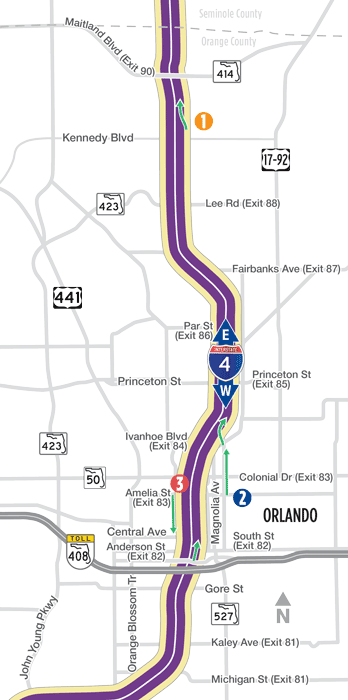 Seminole County
Orange County
Maitland Blvd (Exit 90)
414
1
Kennedy Blvd
17-92
423
Lee Rd (Exit 88)
Fairbanks Ave (Exit 87)
441
Par St
(Exit 86)
E
INTERSTATE
4
W
Princeton St
Princeton St
(Exit 85)
Ivanhoe Blvd
(Exit 84)
423
50
3
Colonial Dr (Exit 83)
Amelia St
(Exit 83)
2
Magnolia Av
ORLANDO
Central Ave
Anderson St
(Exit 82)
South St
(Exit 82)
TOLL
408
John Young Pkwy
Orange Blossom Tr
Gore St
527
N
Kaley Ave (Exit 81)
Michigan St (Exit 81)